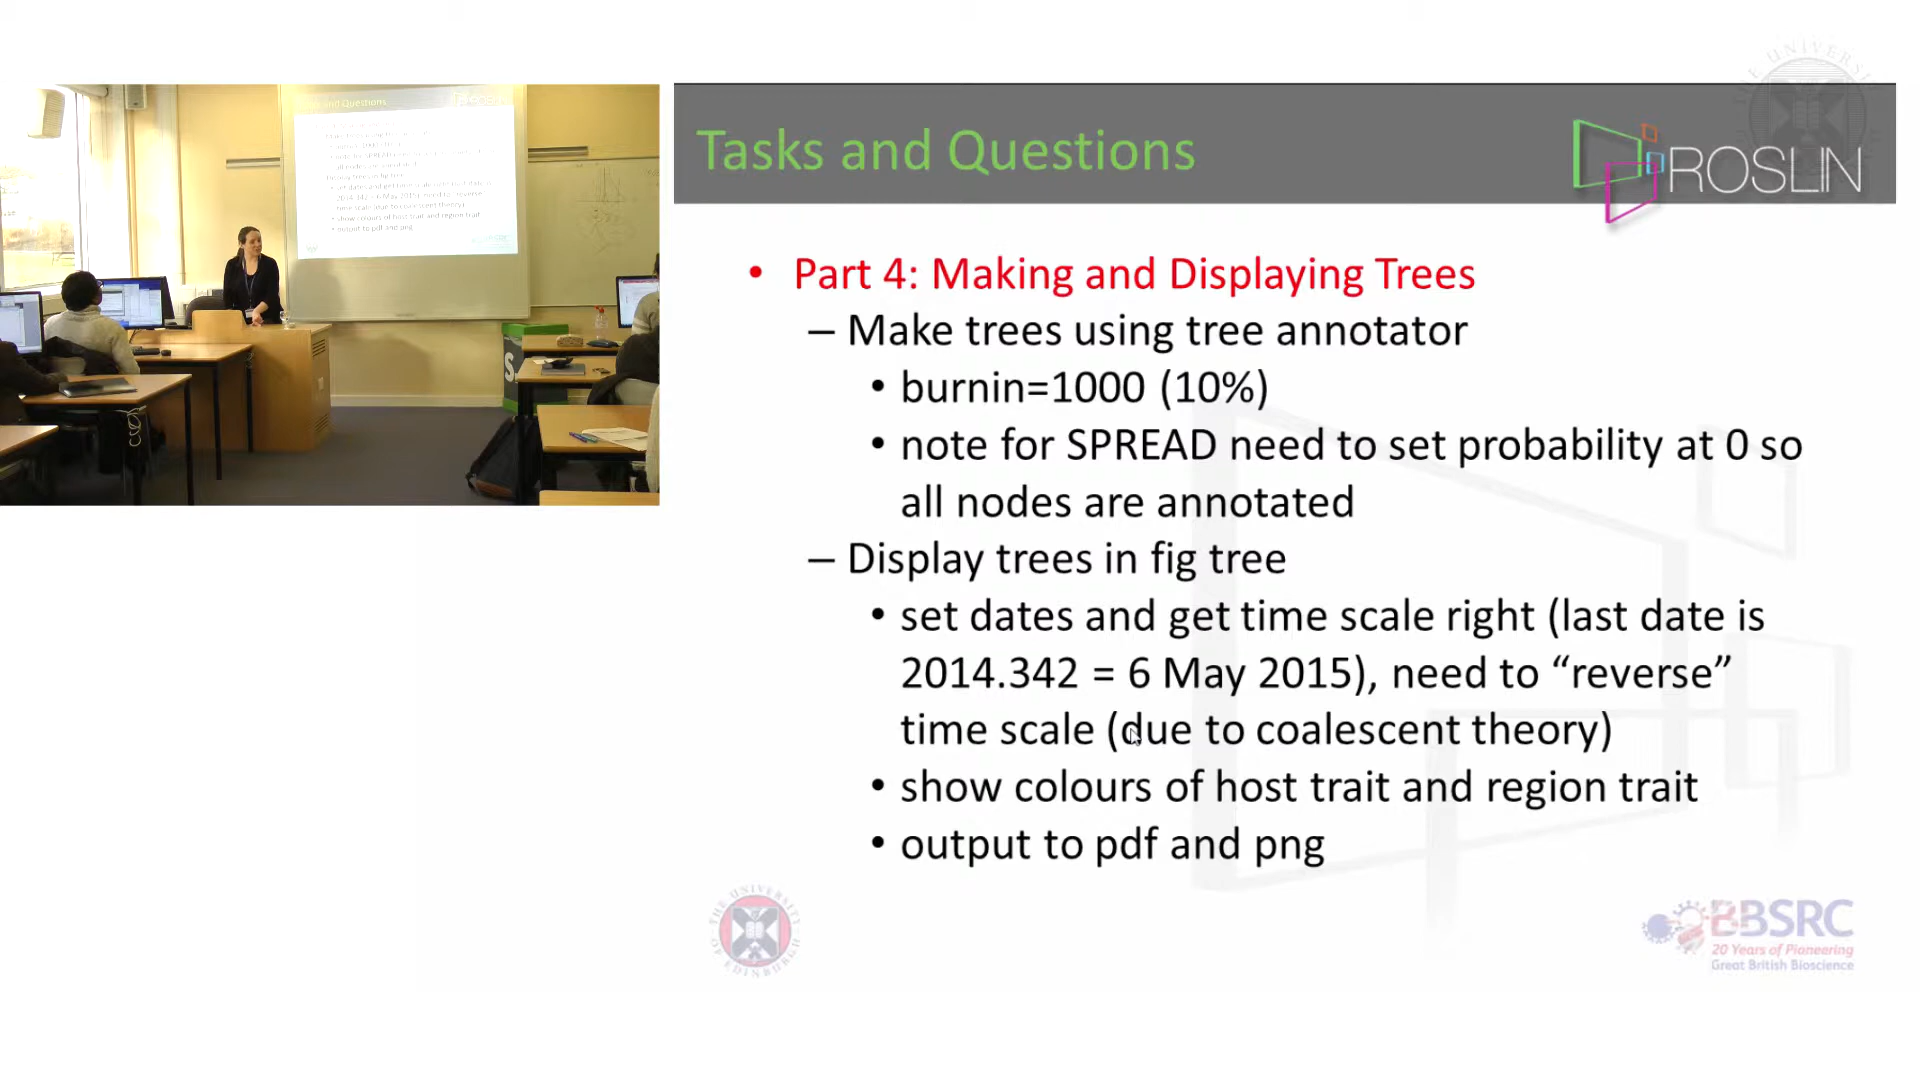 Tasks and Questions
ROSLIN
• Part 4: Making and Displaying Trees
– Make trees using tree annotator
• burnin=1000 (10%)
• note for SPREAD need to set probability at 0 so
all nodes are annotated
– Display trees in fig tree
• set dates and get time scale right (last date is
2014.342 = 6 May 2015), need to “reverse”
time scale (due to coalescent theory)
• show colours of host trait and region trait
• output to pdf and png
THE UNIVERSITY OF EDINBURGH
BBSRC
20 Years of Pioneering
Great British Bioscience